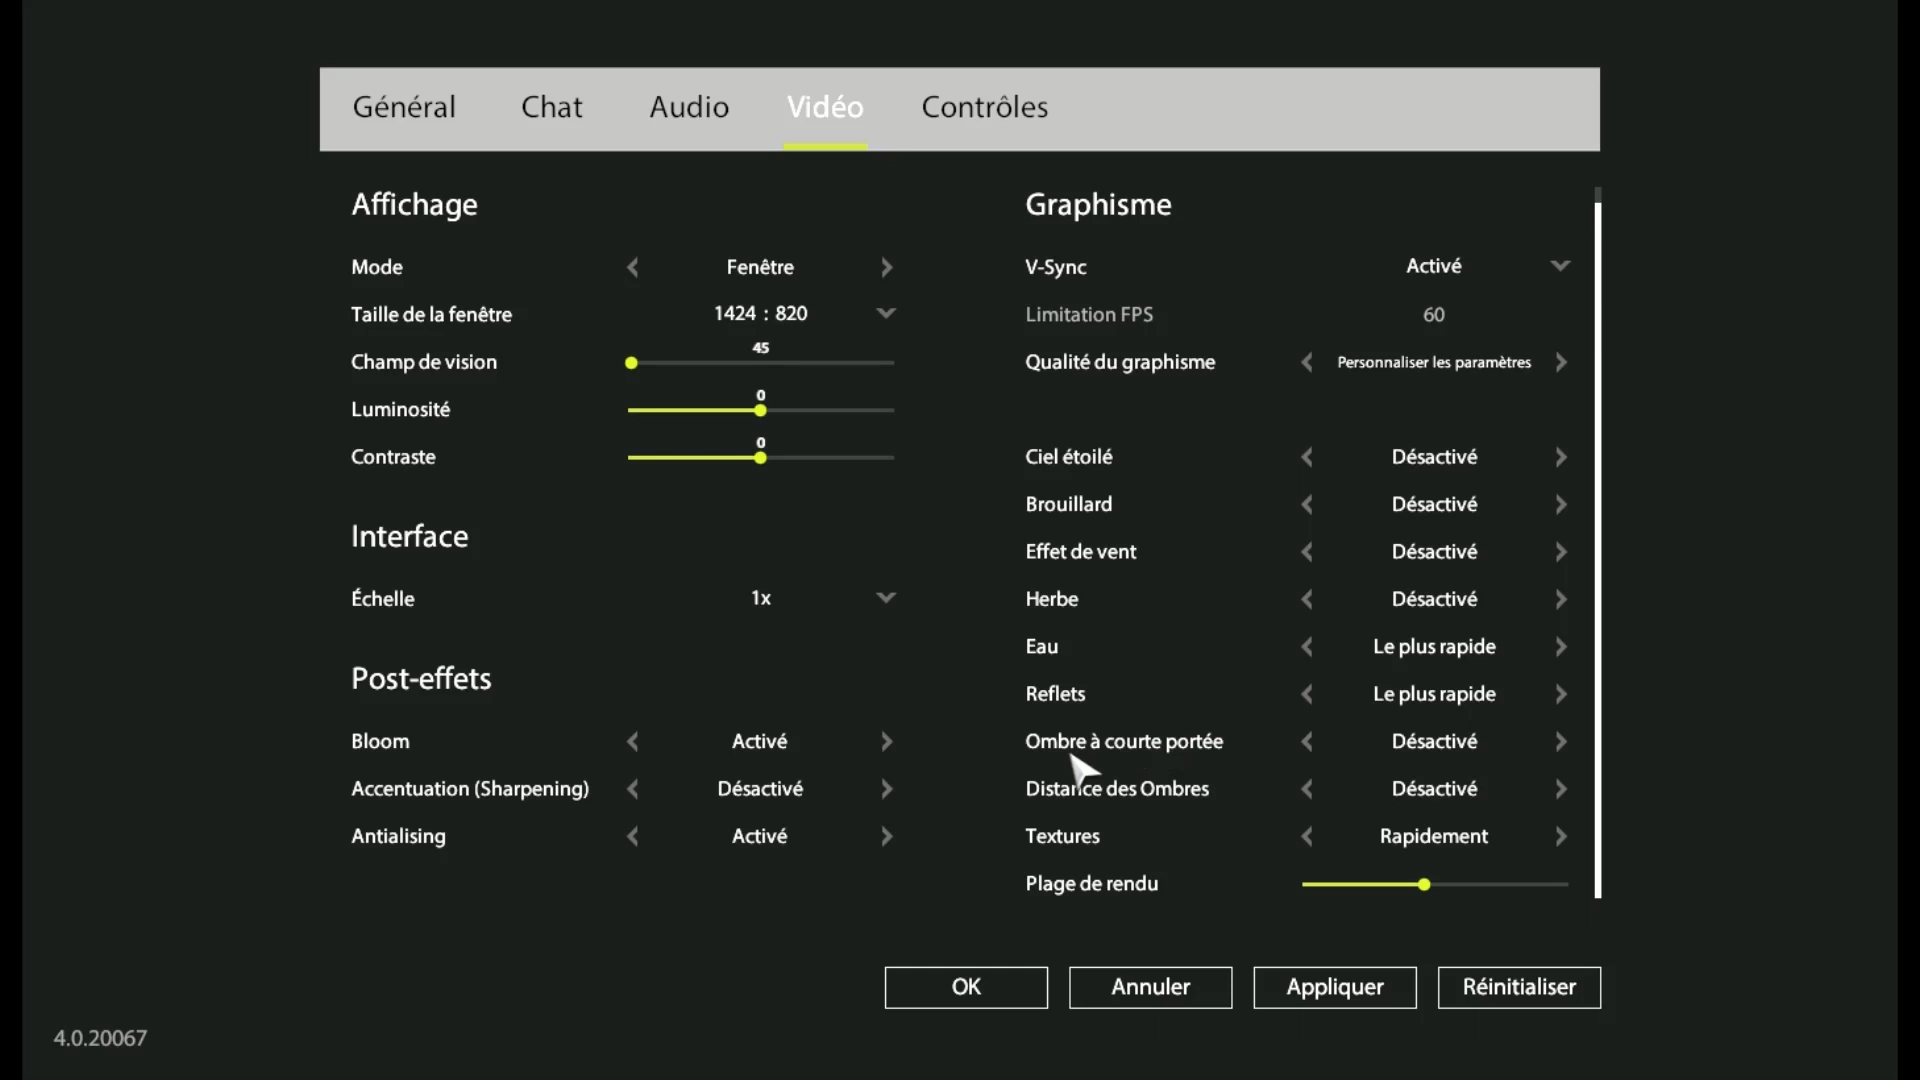 Général Chat Audio Vidéo Contrôles
Affichage
Mode Fenêtre
Taille de la fenêtre 1424 : 820
Champ de vision 45
Luminosité 0
Contraste 0
Interface
Échelle 1x
Post-effets
Bloom Activé
Accentuation (Sharpening) Désactivé
Antialising Activé
Graphisme
V-Sync Activé
Limitation FPS 60
Qualité du graphisme Personnaliser les paramètres
Ciel étoilé Désactivé
Brouillard Désactivé
Effet de vent Désactivé
Herbe Désactivé
Eau Le plus rapide
Reflets Le plus rapide
Ombre à courte portée Désactivé
Distance des Ombres Désactivé
Textures Rapidement
Plage de rendu
OK Annuler Appliquer Réinitialiser
4.0.20067